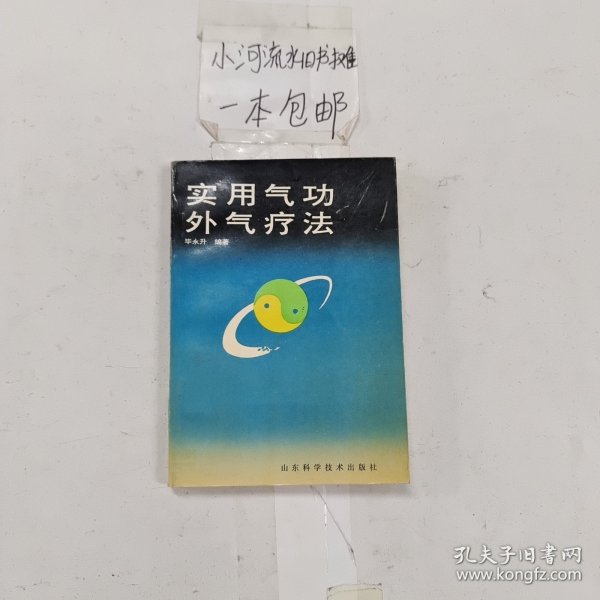 小河流水旧书摊
一本包邮
实用气功
外气疗法
毕永升 编著
山东科学技术出版社
孔夫子旧书网
www.kongfz.com